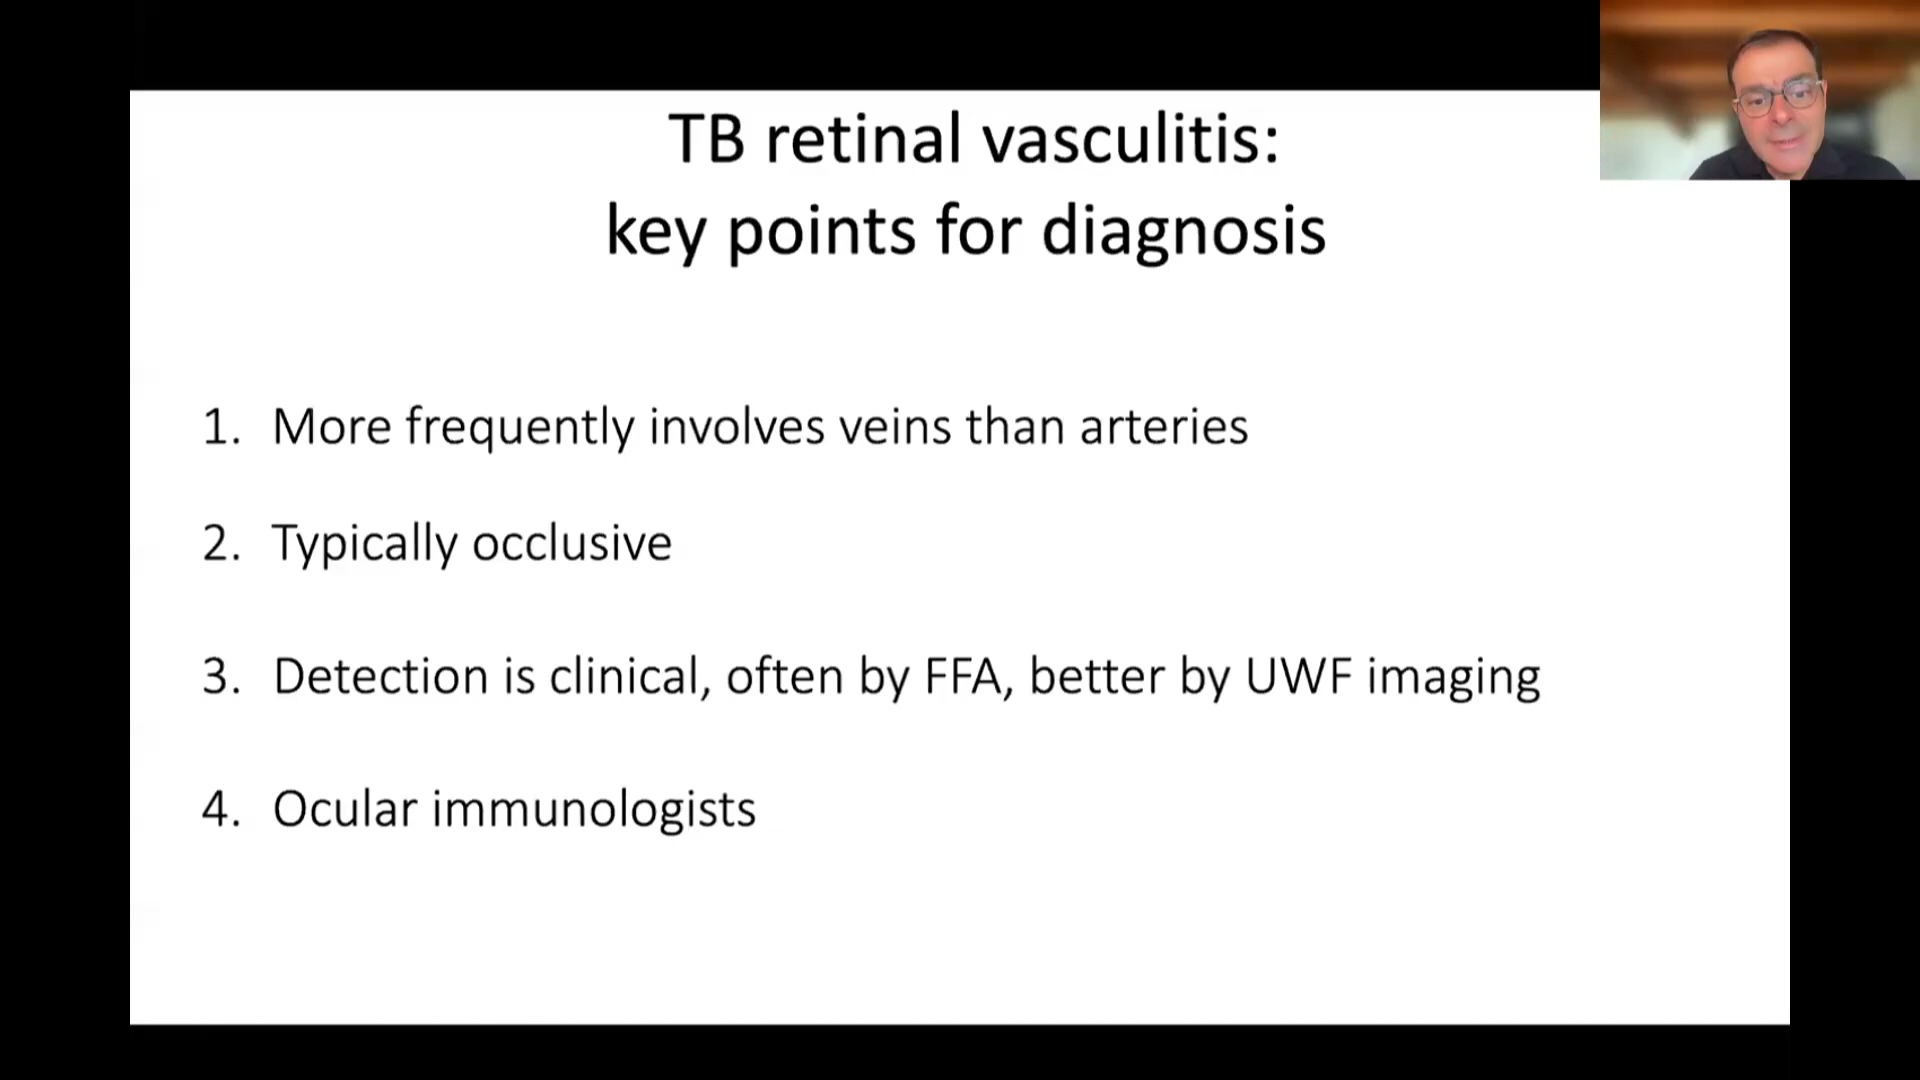 TB retinal vasculitis:
key points for diagnosis
1. More frequently involves veins than arteries
2. Typically occlusive
3. Detection is clinical, often by FFA, better by UWF imaging
4. Ocular immunologists